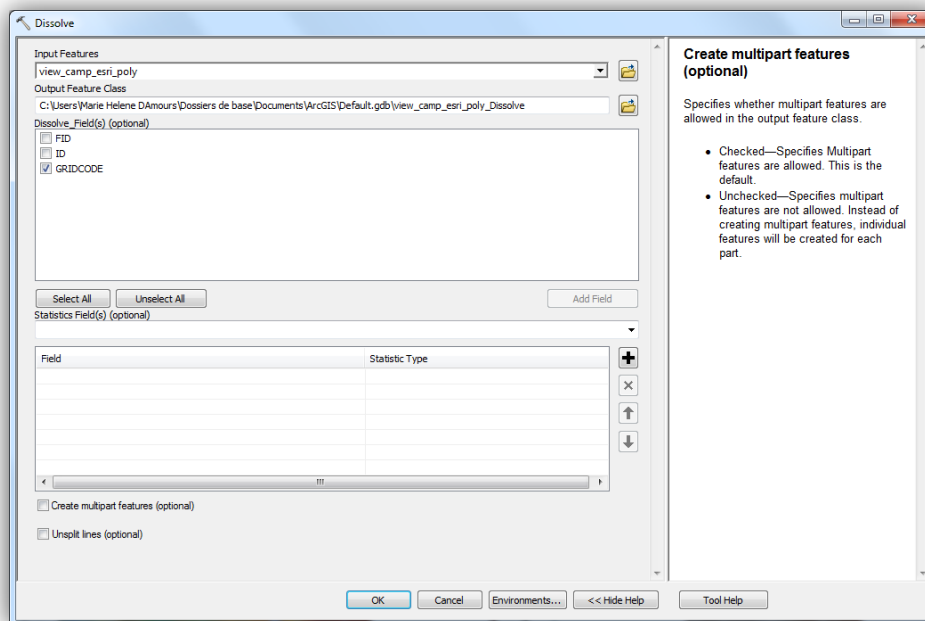 Dissolve
Input Features
view_camp_esri_poly
Output Feature Class
C:\Users\Marie Helene DAmours\Dossiers de base\Documents\ArcGIS\Default.gdb\view_camp_esri_poly_Dissolve
Dissolve_Field(s) (optional)
FID
ID
GRIDCODE
Select All
Unselect All
Add Field
Statistics Field(s) (optional)
Field
Statistic Type
Create multipart features (optional)
Unsplit lines (optional)
OK
Cancel
Environments...
<< Hide Help
Tool Help
Create multipart features
(optional)
Specifies whether multipart features are
allowed in the output feature class.
• Checked—Specifies Multipart
features are allowed. This is the
default.
• Unchecked—Specifies multipart
features are not allowed. Instead of
creating multipart features, individual
features will be created for each
part.